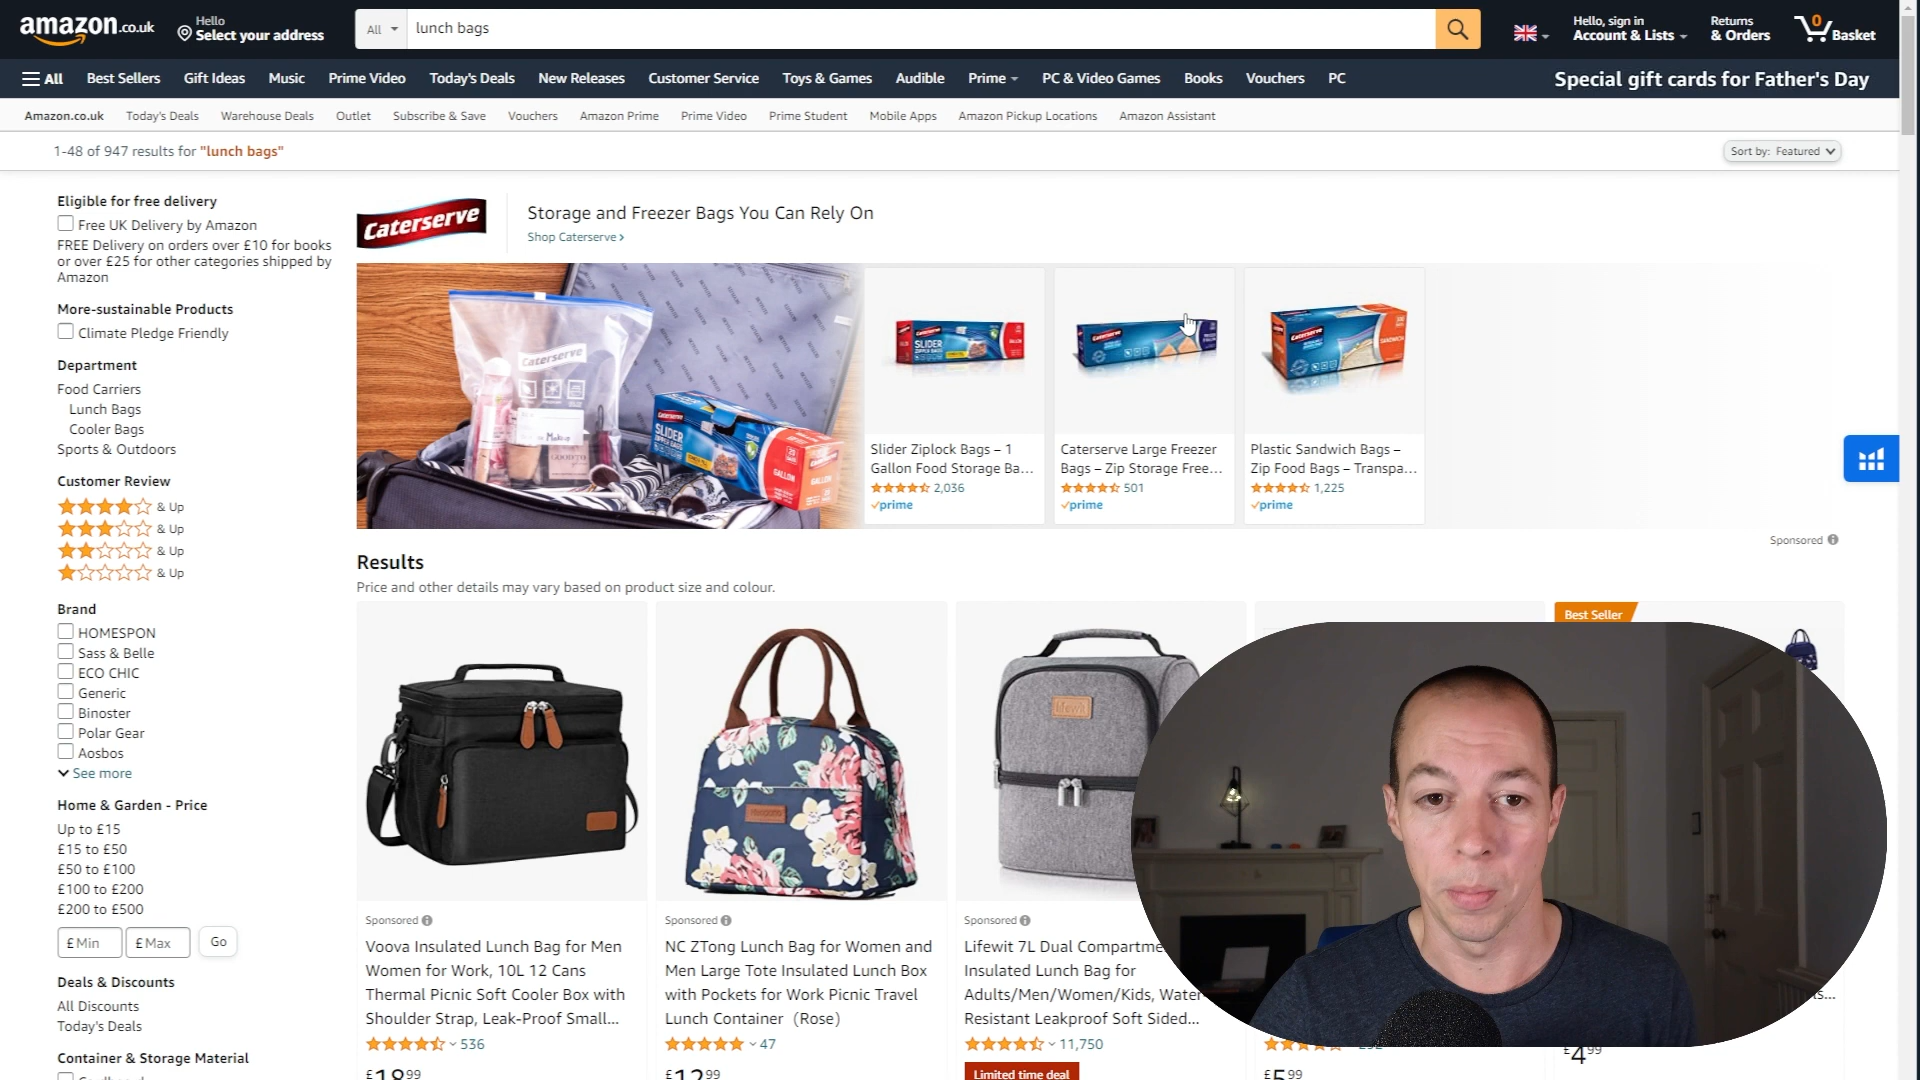 amazon.co.uk
Hello
Select your address
All
lunch bags
Hello, sign in
Account & Lists
Returns
& Orders
0
Basket
All
Best Sellers
Gift Ideas
Music
Prime Video
Today's Deals
New Releases
Customer Service
Toys & Games
Audible
Prime
PC & Video Games
Books
Vouchers
PC
Special gift cards for Father's Day
Amazon.co.uk
Today's Deals
Warehouse Deals
Outlet
Subscribe & Save
Vouchers
Amazon Prime
Prime Video
Prime Student
Mobile Apps
Amazon Pickup Locations
Amazon Assistant
1-48 of 947 results for "lunch bags"
Sort by: Featured
Eligible for free delivery
Free UK Delivery by Amazon
FREE Delivery on orders over £10 for books
or over £25 for other categories shipped by
Amazon
More-sustainable Products
Climate Pledge Friendly
Department
Food Carriers
Lunch Bags
Cooler Bags
Sports & Outdoors
Customer Review
& Up
& Up
& Up
& Up
Brand
HOMESPON
Sass & Belle
ECO CHIC
Generic
Binoster
Polar Gear
Aosbos
See more
Home & Garden - Price
Up to £15
£15 to £50
£50 to £100
£100 to £200
£200 to £500
£ Min
£ Max
Go
Deals & Discounts
All Discounts
Today's Deals
Container & Storage Material
Caterserve
Storage and Freezer Bags You Can Rely On
Shop Caterserve ›
Caterserve
SLIDER
ZIPPER BAGS
GALLON
GALLON
SLIDER
ZIPPER BAGS
SANDWICH
Slider Ziplock Bags – 1
Gallon Food Storage Ba...
2,036
prime
Caterserve Large Freezer
Bags – Zip Storage Free...
501
prime
Plastic Sandwich Bags –
Zip Food Bags – Transpa...
1,225
prime
Sponsored
Results
Price and other details may vary based on product size and colour.
Best Seller
lifewit
Sponsored
Voova Insulated Lunch Bag for Men
Women for Work, 10L 12 Cans
Thermal Picnic Soft Cooler Box with
Shoulder Strap, Leak-Proof Small...
536
£18.99
Sponsored
NC ZTong Lunch Bag for Women and
Men Large Tote Insulated Lunch Box
with Pockets for Work Picnic Travel
Lunch Container（Rose）
47
£12.99
Sponsored
Lifewit 7L Dual Compartme
Insulated Lunch Bag for
Adults/Men/Women/Kids, Water
Resistant Leakproof Soft Sided...
11,750
Limited time deal
£5.99
£4.99